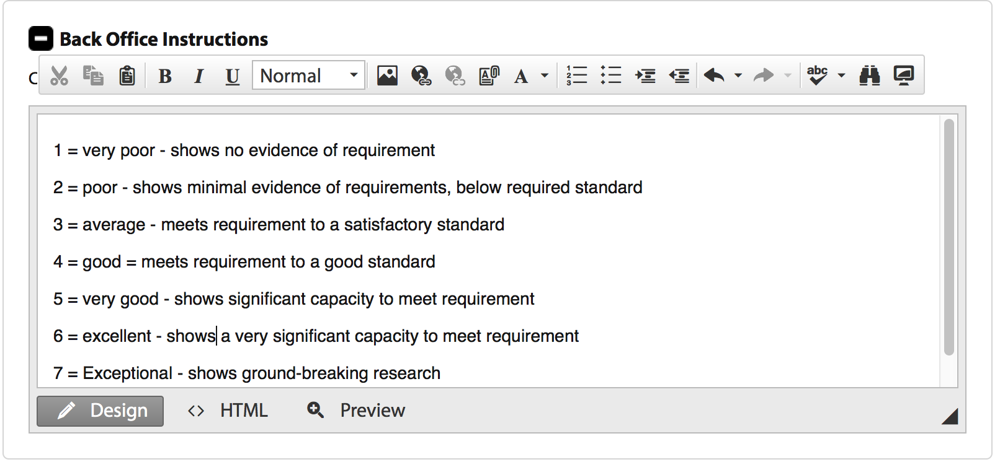 Back Office Instructions
B I U Normal A abc
1 = very poor - shows no evidence of requirement
2 = poor - shows minimal evidence of requirements, below required standard
3 = average - meets requirement to a satisfactory standard
4 = good = meets requirement to a good standard
5 = very good - shows significant capacity to meet requirement
6 = excellent - shows a very significant capacity to meet requirement
7 = Exceptional - shows ground-breaking research
Design <> HTML Preview